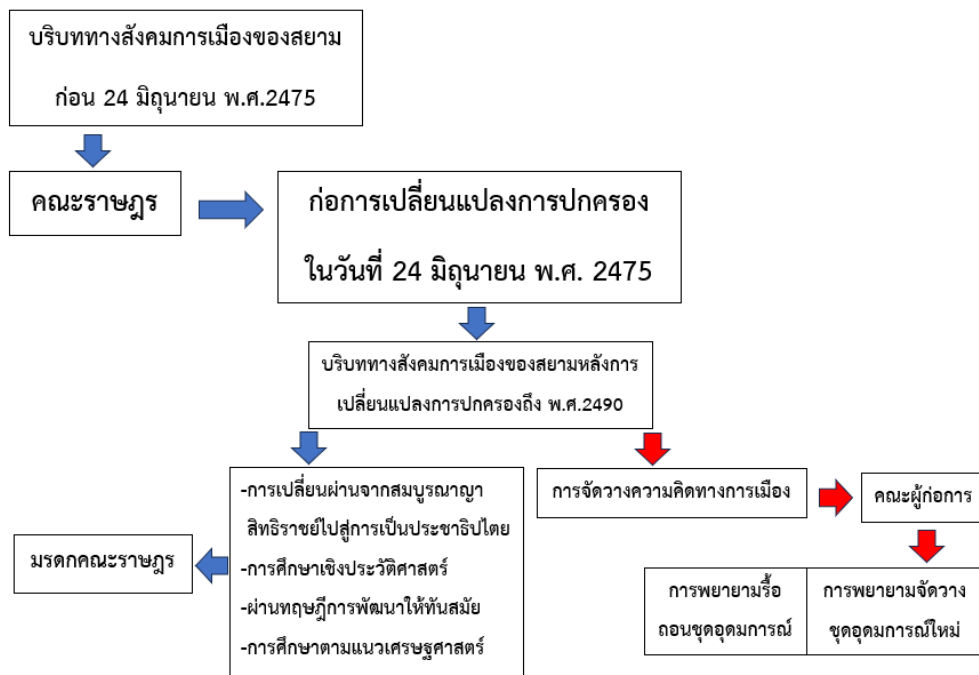 บริบททางสังคมการเมืองของสยาม
ก่อน 24 มิถุนายน พ.ศ.2475
คณะราษฎร
ก่อการเปลี่ยนแปลงการปกครอง
ในวันที่ 24 มิถุนายน พ.ศ. 2475
บริบททางสังคมการเมืองของสยามหลังการ
เปลี่ยนแปลงการปกครองถึง พ.ศ.2490
-การเปลี่ยนผ่านจากสมบูรณาญา
สิทธิราชย์ไปสู่การเป็นประชาธิปไตย
-การศึกษาเชิงประวัติศาสตร์
-ผ่านทฤษฎีการพัฒนาให้ทันสมัย
-การศึกษาตามแนวเศรษฐศาสตร์
มรดกคณะราษฎร
การจัดวางความคิดทางการเมือง
คณะผู้ก่อการ
การพยายามรื้อ
ถอนชุดอุดมการณ์
การพยายามจัดวาง
ชุดอุดมการณ์ใหม่